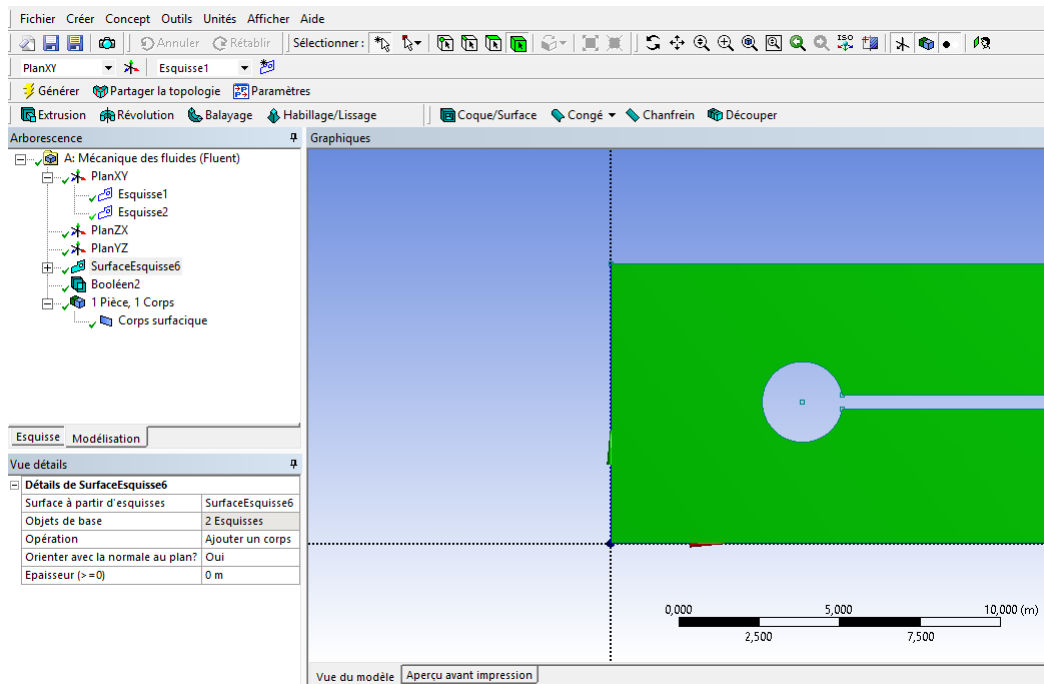 Fichier Créer Concept Outils Unités Afficher Aide
Annuler Rétablir Sélectionner: ISO
PlanXY Esquisse1
Générer Partager la topologie Paramètres
Extrusion Révolution Balayage Habillage/Lissage Coque/Surface Congé Chanfrein Découper
Arborescence
Graphiques
A: Mécanique des fluides (Fluent)
PlanXY
Esquisse1
Esquisse2
PlanZX
PlanYZ
SurfaceEsquisse6
Booléen2
1 Pièce, 1 Corps
Corps surfacique
Esquisse Modélisation
Vue détails
Détails de SurfaceEsquisse6
Surface à partir d'esquisses SurfaceEsquisse6
Objets de base 2 Esquisses
Opération Ajouter un corps
Orienter avec la normale au plan? Oui
Epaisseur (>=0) 0 m
0,000 5,000 10,000 (m)
2,500 7,500
Vue du modèle Aperçu avant impression